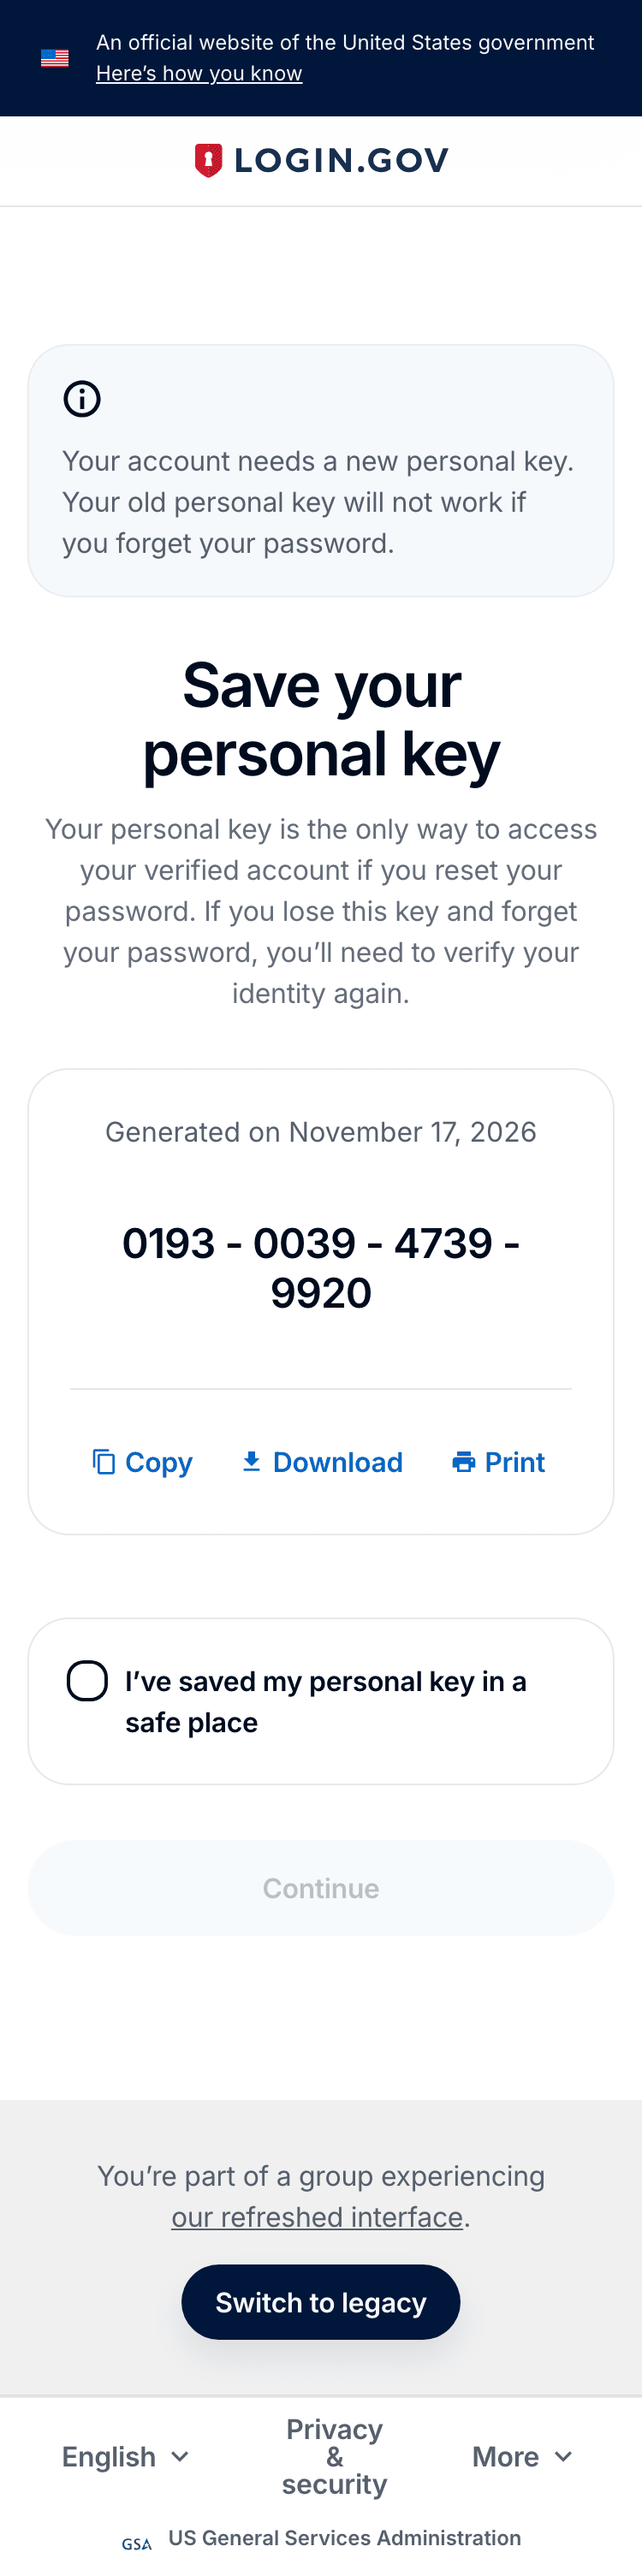 An official website of the United States government
Here’s how you know
LOGIN.GOV
Your account needs a new personal key.
Your old personal key will not work if
you forget your password.
Save your
personal key
Your personal key is the only way to access
your verified account if you reset your
password. If you lose this key and forget
your password, you’ll need to verify your
identity again.
Generated on November 17, 2026
0193 - 0039 - 4739 -
9920
Copy Download Print
I’ve saved my personal key in a
safe place
Continue
You’re part of a group experiencing
our refreshed interface.
Switch to legacy
English
Privacy
&
security
More
GSA US General Services Administration